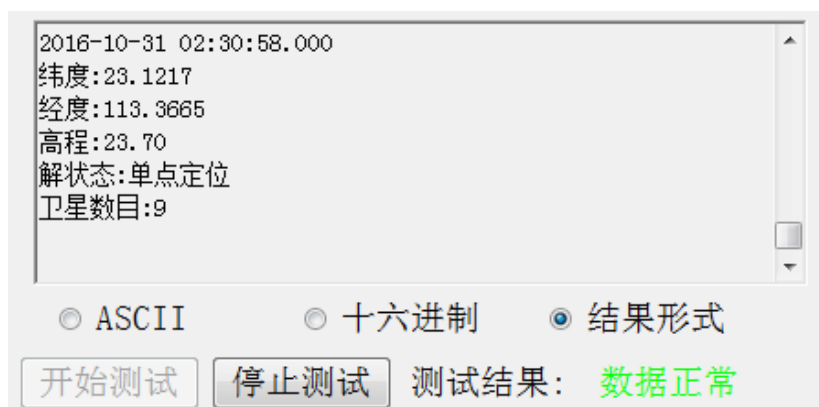 2016-10-31 02:30:58.000
纬度:23.1217
经度:113.3665
高程:23.70
解状态:单点定位
卫星数目:9
ASCII 十六进制 结果形式
开始测试 停止测试 测试结果: 数据正常